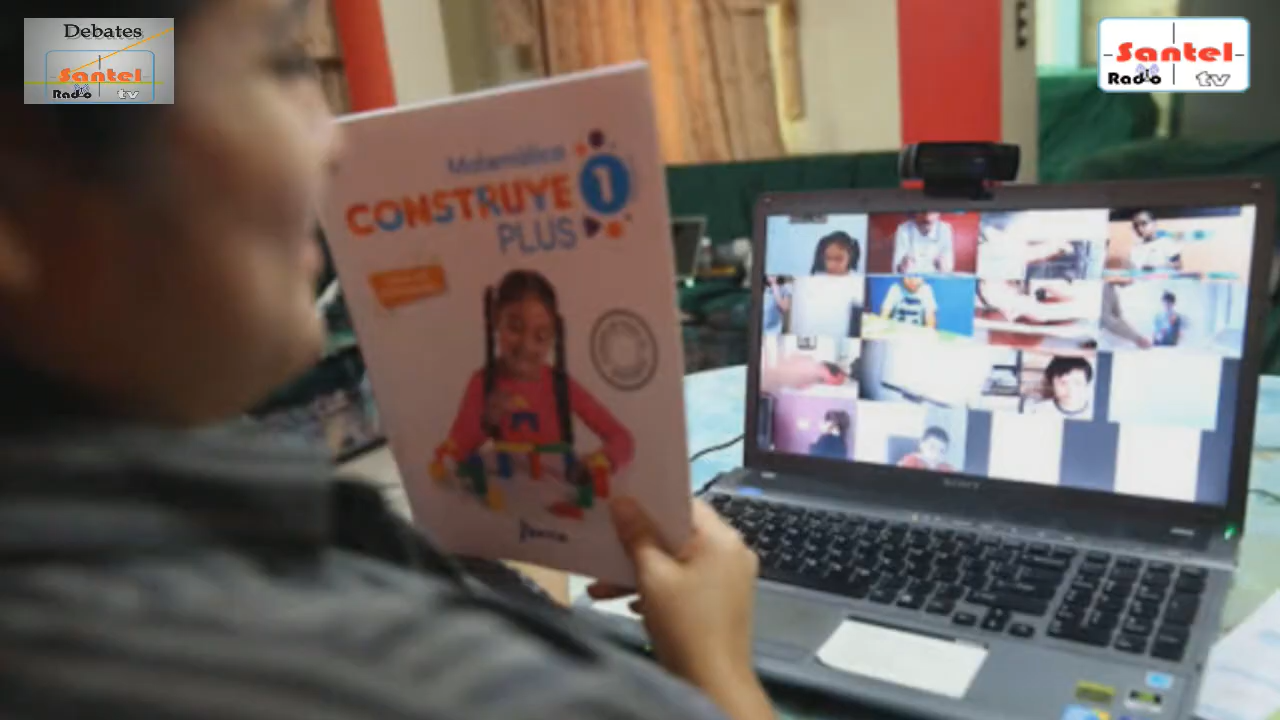 Debates
Santel
Radio tv
Santel
Radio tv
Matemática
CONSTRUYE 1
PLUS
SONY